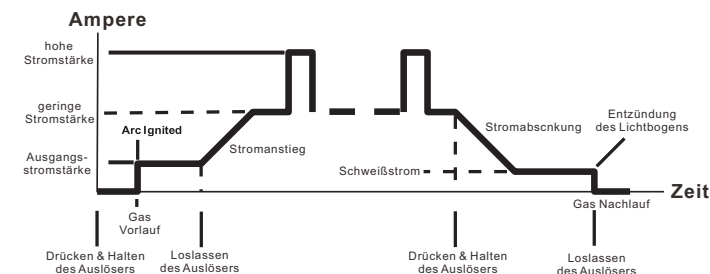 Ampere
hohe
Stromstärke
geringe
Stromstärke
Arc Ignited
Entzündung
des Lichtbogens
Stromabscnkung
Stromanstieg
Ausgangs-
stromstärke
Schweißstrom
Zeit
Gas
Vorlauf
Gas Nachlauf
Drücken & Halten
des Auslösers
Loslassen
des Auslösers
Drücken & Halten
des Auslösers
Loslassen
des Auslösers